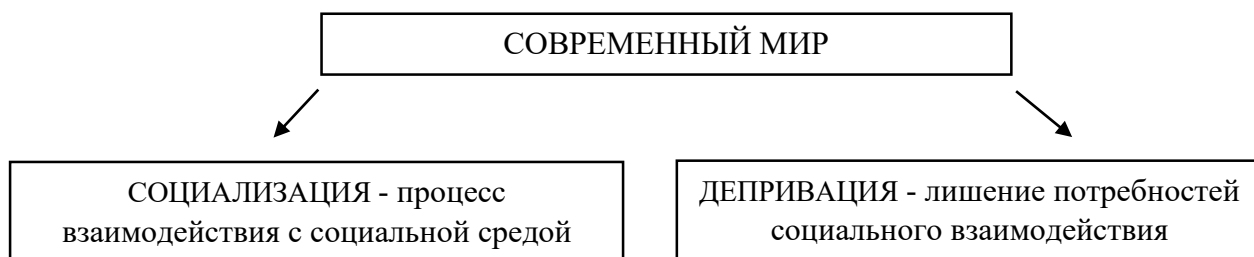 СОВРЕМЕННЫЙ МИР
СОЦИАЛИЗАЦИЯ - процесс
взаимодействия с социальной средой
ДЕПРИВАЦИЯ - лишение потребностей
социального взаимодействия